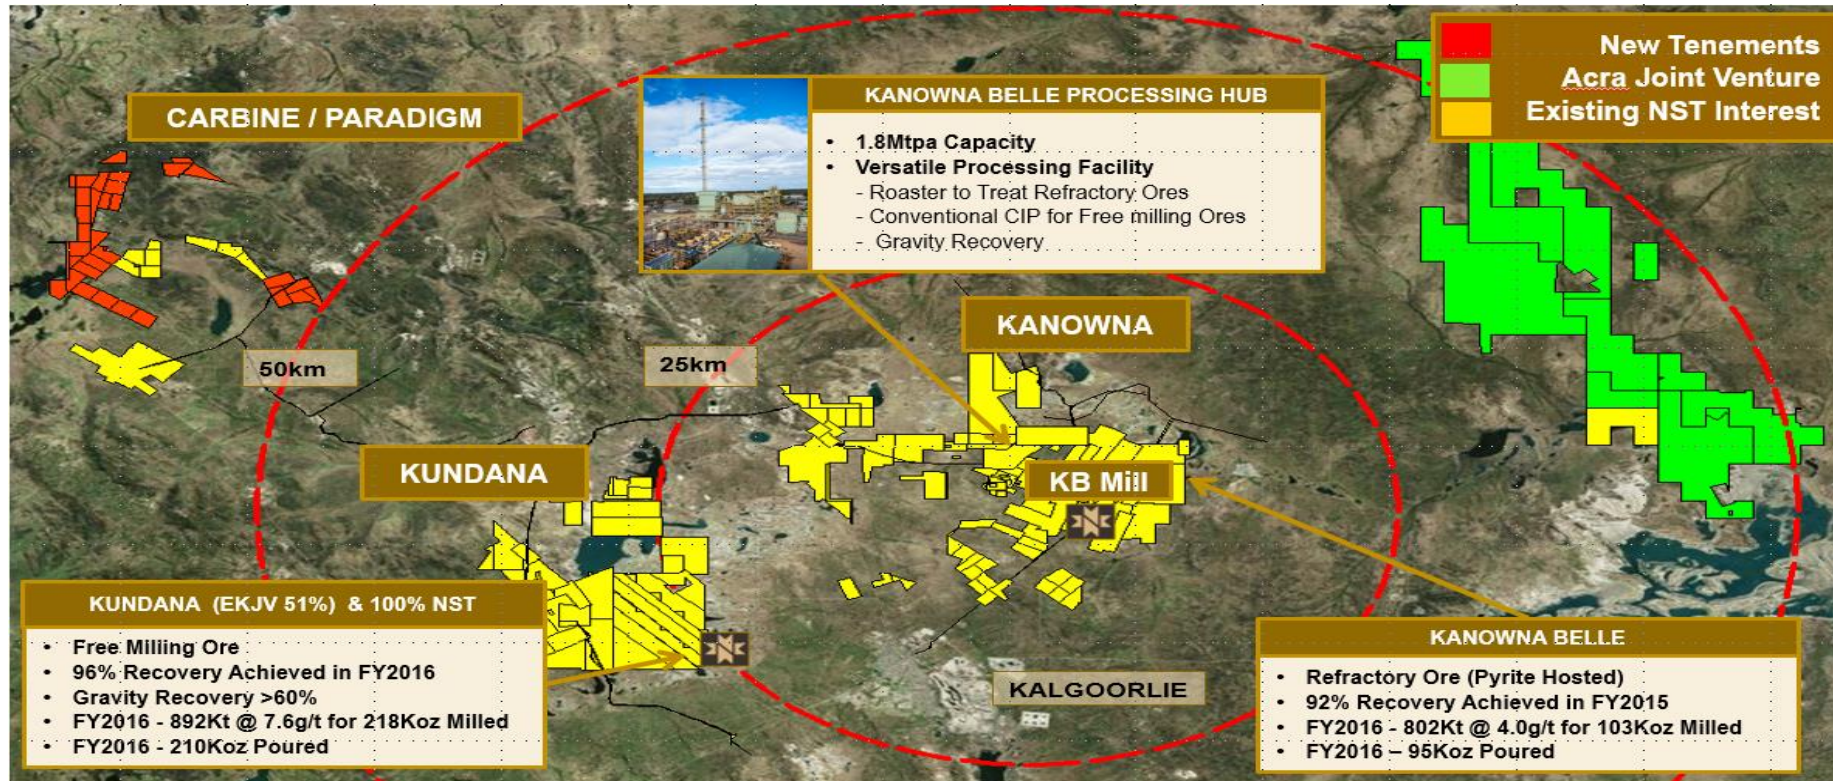 New Tenements
Acra Joint Venture
Existing NST Interest
CARBINE / PARADIGM
KANOWNA BELLE PROCESSING HUB
• 1.8Mtpa Capacity
• Versatile Processing Facility
- Roaster to Treat Refractory Ores
- Conventional CIP for Free milling Ores
- Gravity Recovery
KANOWNA
50km
25km
KUNDANA
KB Mill
KUNDANA (EKJV 51%) & 100% NST
• Free Milling Ore
• 96% Recovery Achieved in FY2016
• Gravity Recovery >60%
• FY2016 - 892Kt @ 7.6g/t for 218Koz Milled
• FY2016 - 210Koz Poured
KALGOORLIE
KANOWNA BELLE
• Refractory Ore (Pyrite Hosted)
• 92% Recovery Achieved in FY2015
• FY2016 - 802Kt @ 4.0g/t for 103Koz Milled
• FY2016 – 95Koz Poured